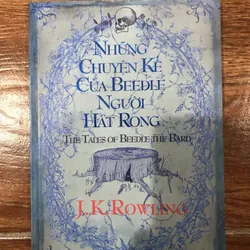 NHỮNG
CHUYỆN KỂ
CỦA BEEDLE
NGƯỜI
HÁT RONG
THE TALES OF BEEDLE THE BARD
J. K. ROWLING